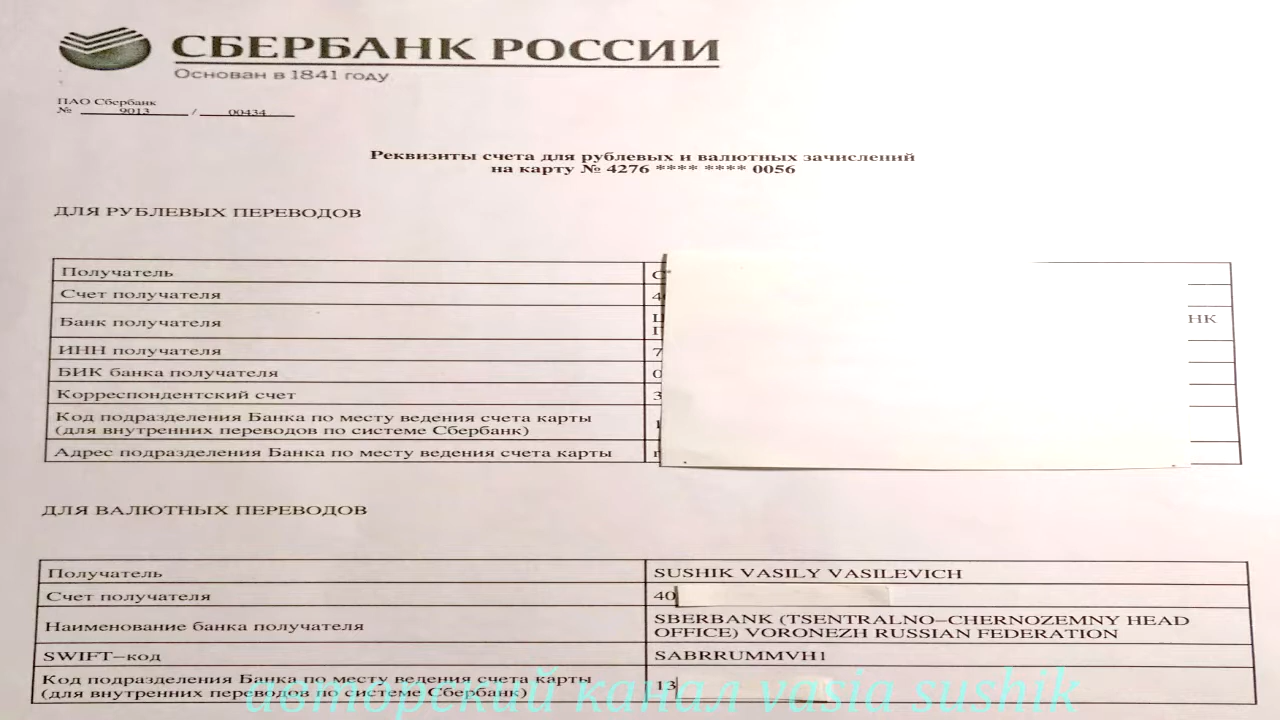 СБЕРБАНК РОССИИ
Основан в 1841 году
ПАО Сбербанк
№ 9013 / 00434
Реквизиты счета для рублевых и валютных зачислений
на карту № 4276 **** **** 0056
ДЛЯ РУБЛЕВЫХ ПЕРЕВОДОВ
Получатель С
Счет получателя 4
Банк получателя НК
ИНН получателя 7
БИК банка получателя 0
Корреспондентский счет 3
Код подразделения Банка по месту ведения счета карты
(для внутренних переводов по системе Сбербанк)
Адрес подразделения Банка по месту ведения счета карты
ДЛЯ ВАЛЮТНЫХ ПЕРЕВОДОВ
Получатель SUSHIK VASILY VASILEVICH
Счет получателя 40
Наименование банка получателя SBERBANK (TSENTRALNO-CHERNOZEMNY HEAD
OFFICE) VORONEZH RUSSIAN FEDERATION
SWIFT-код SABRRUMMVH1
Код подразделения Банка по месту ведения счета карты 13
(для внутренних переводов по системе Сбербанк)
авторский канал vasia sushik